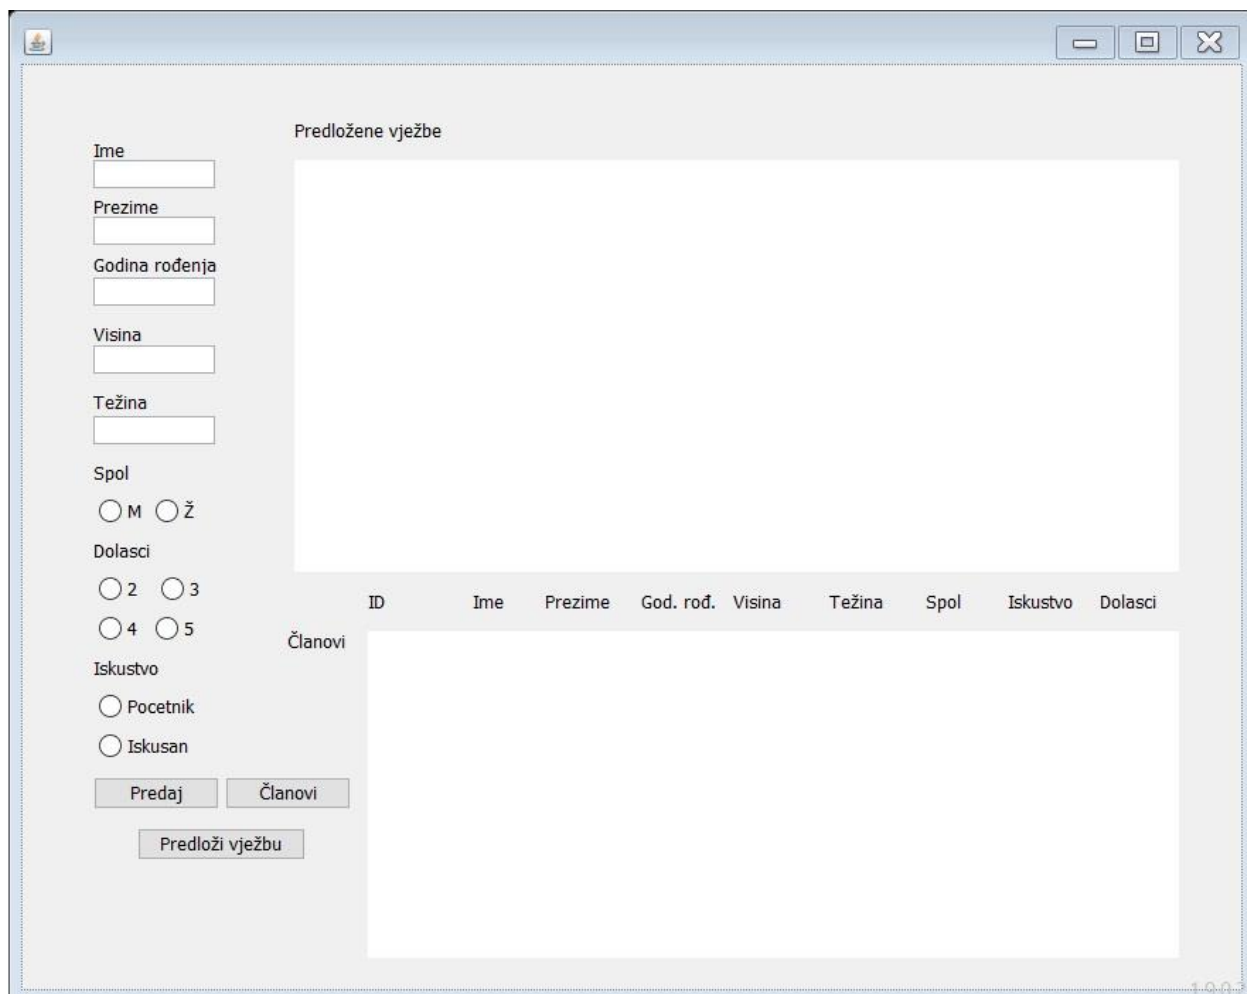 Predložene vježbe
Ime
Prezime
Godina rođenja
Visina
Težina
Spol
M Ž
Dolasci
2 3
4 5
Iskustvo
Pocetnik
Iskusan
Predaj Članovi
Predloži vježbu
ID Ime Prezime God. rođ. Visina Težina Spol Iskustvo Dolasci
Članovi